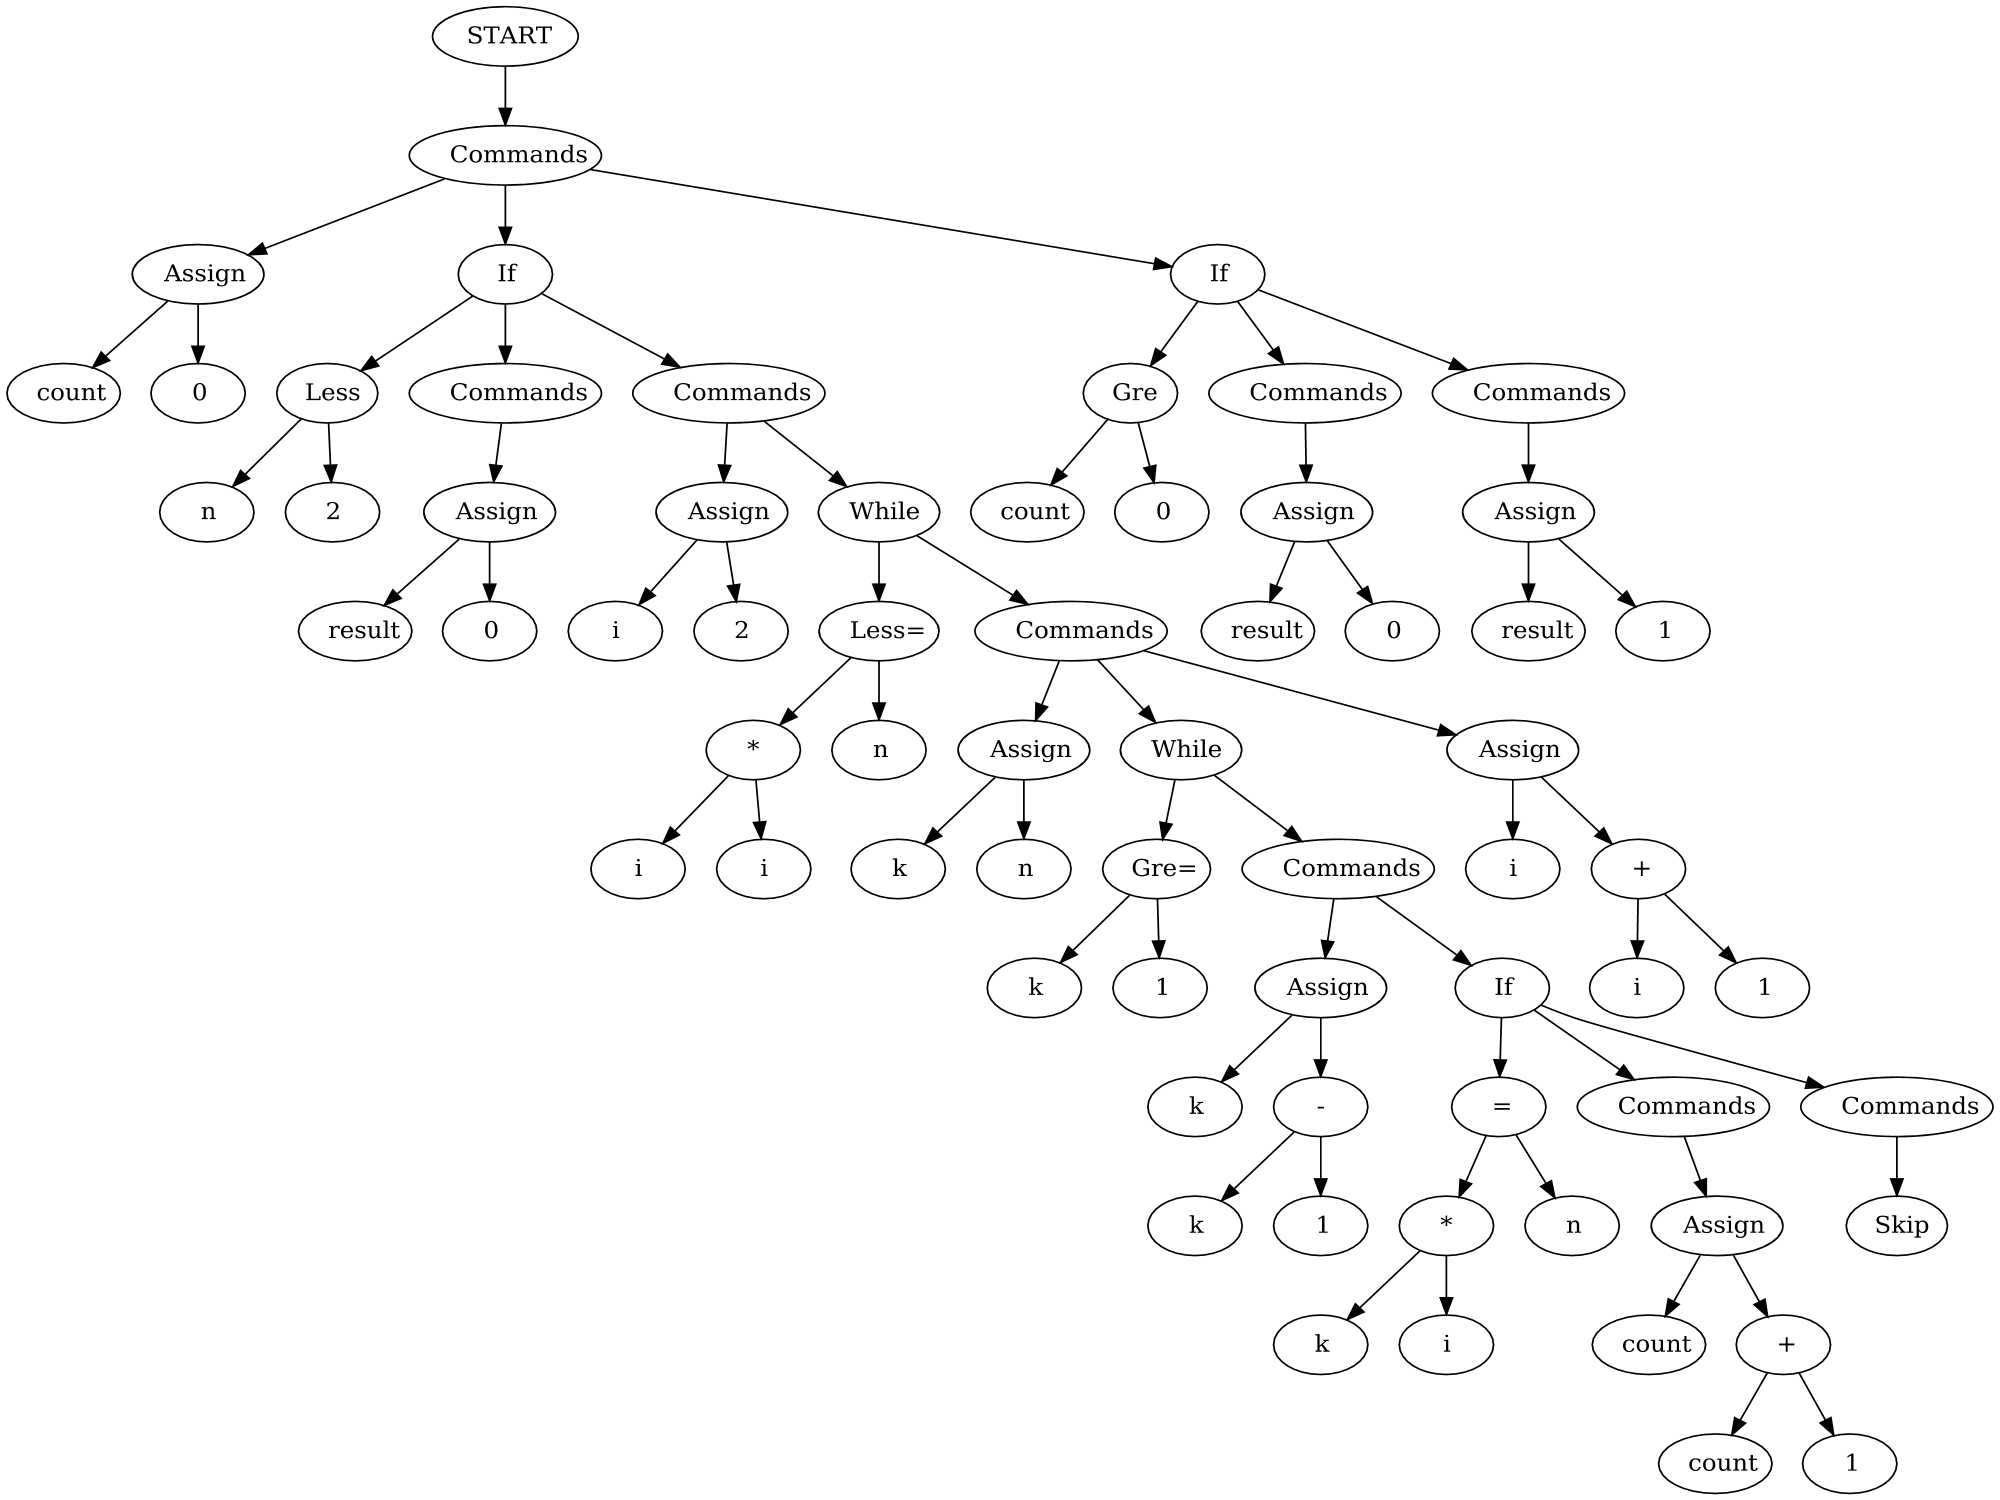 START
Commands
Assign If If
count 0 Less Commands Commands Gre Commands Commands
n 2 Assign Assign While count 0 Assign Assign
result 0 i 2 Less= Commands result 0 result 1
* n Assign While Assign
i i k n Gre= Commands i +
k 1 Assign If i 1
k - = Commands Commands
k 1 * n Assign Skip
k i count +
count 1